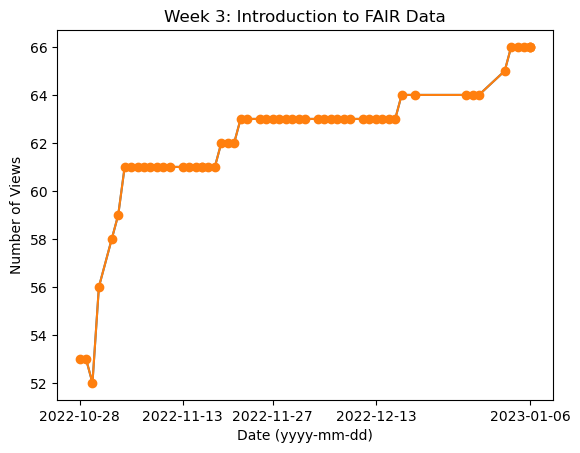 Week 3: Introduction to FAIR Data
Number of Views
66
64
62
60
58
56
54
52
2022-10-28 2022-11-13 2022-11-27 2022-12-13 2023-01-06
Date (yyyy-mm-dd)